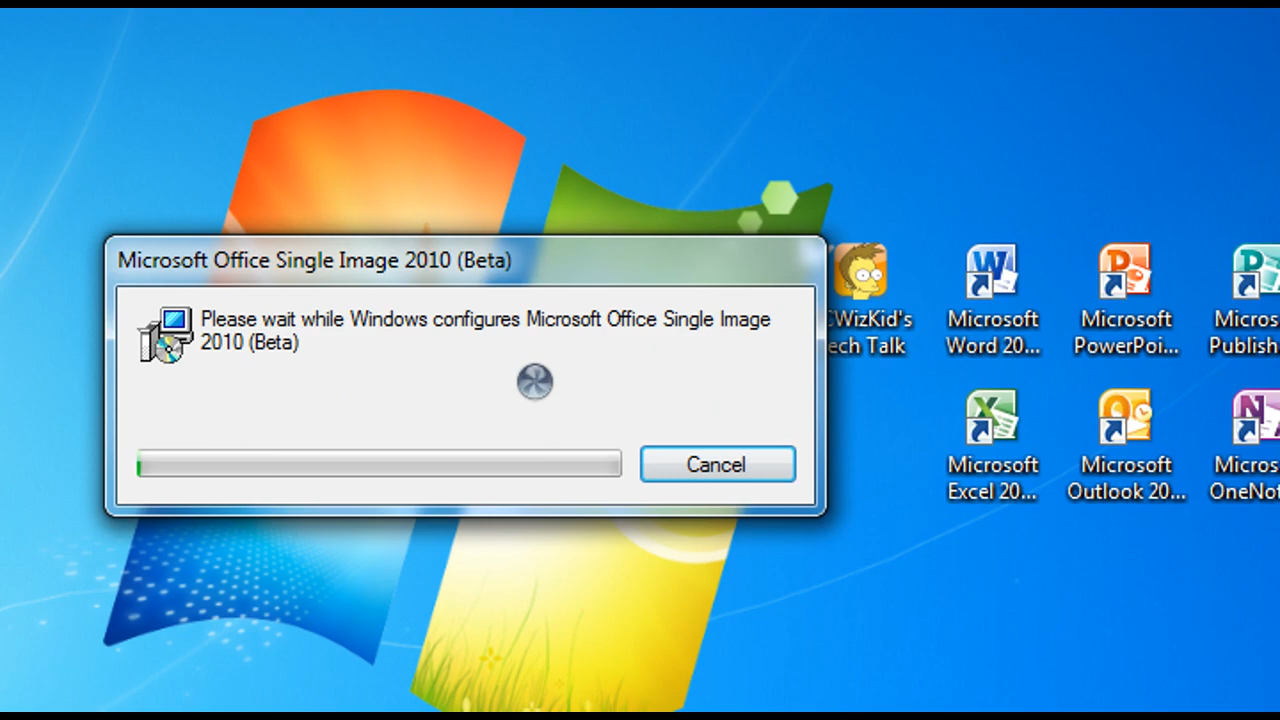 Microsoft Office Single Image 2010 (Beta)
Please wait while Windows configures Microsoft Office Single Image
2010 (Beta)
Cancel
CWizKid's
ech Talk
Microsoft
Word 20...
Microsoft
PowerPoi...
Micros
Publish
Microsoft
Excel 20...
Microsoft
Outlook 20...
Micros
OneNot